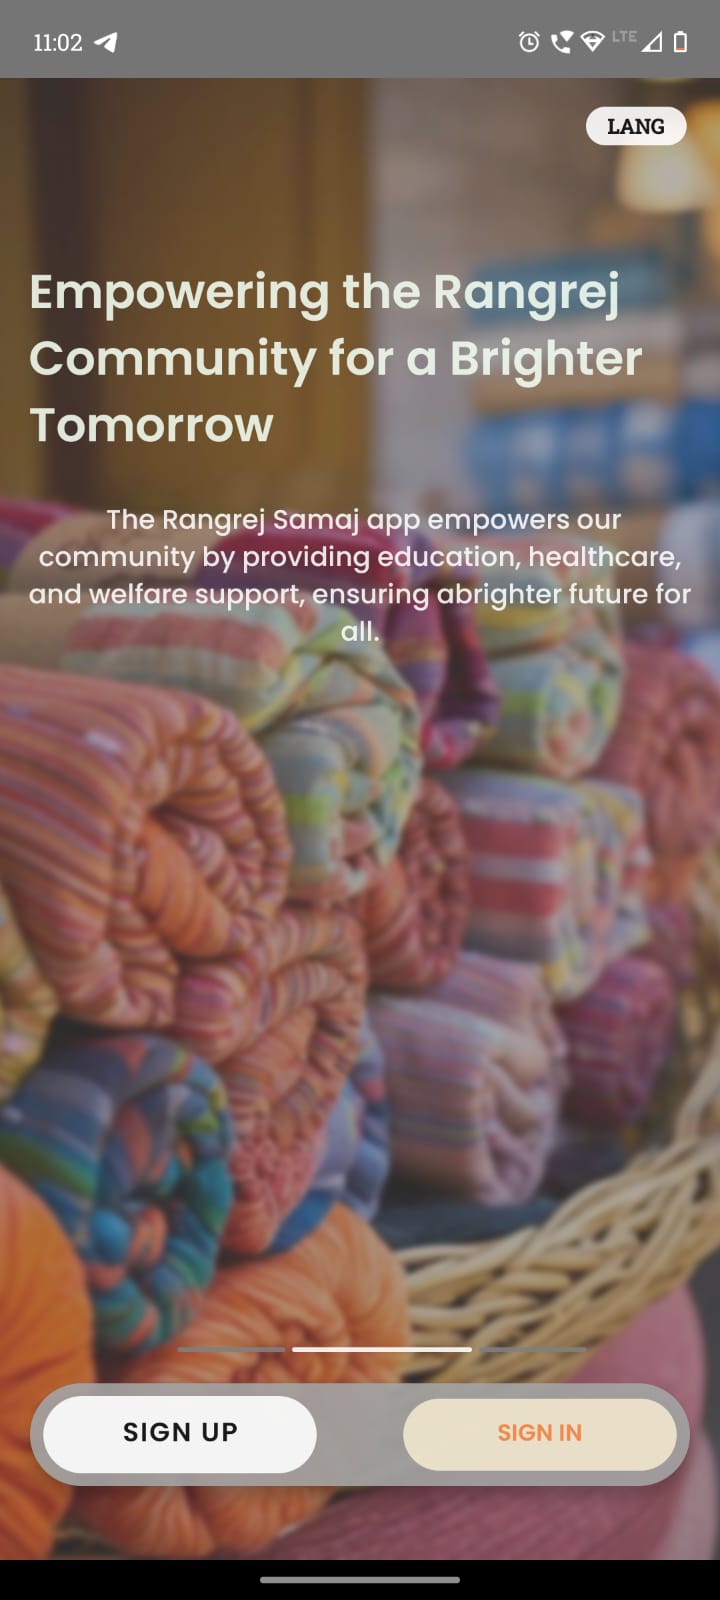 11:02
LTE
LANG
Empowering the Rangrej
Community for a Brighter
Tomorrow
The Rangrej Samaj app empowers our
community by providing education, healthcare,
and welfare support, ensuring abrighter future for
all.
SIGN UP
SIGN IN